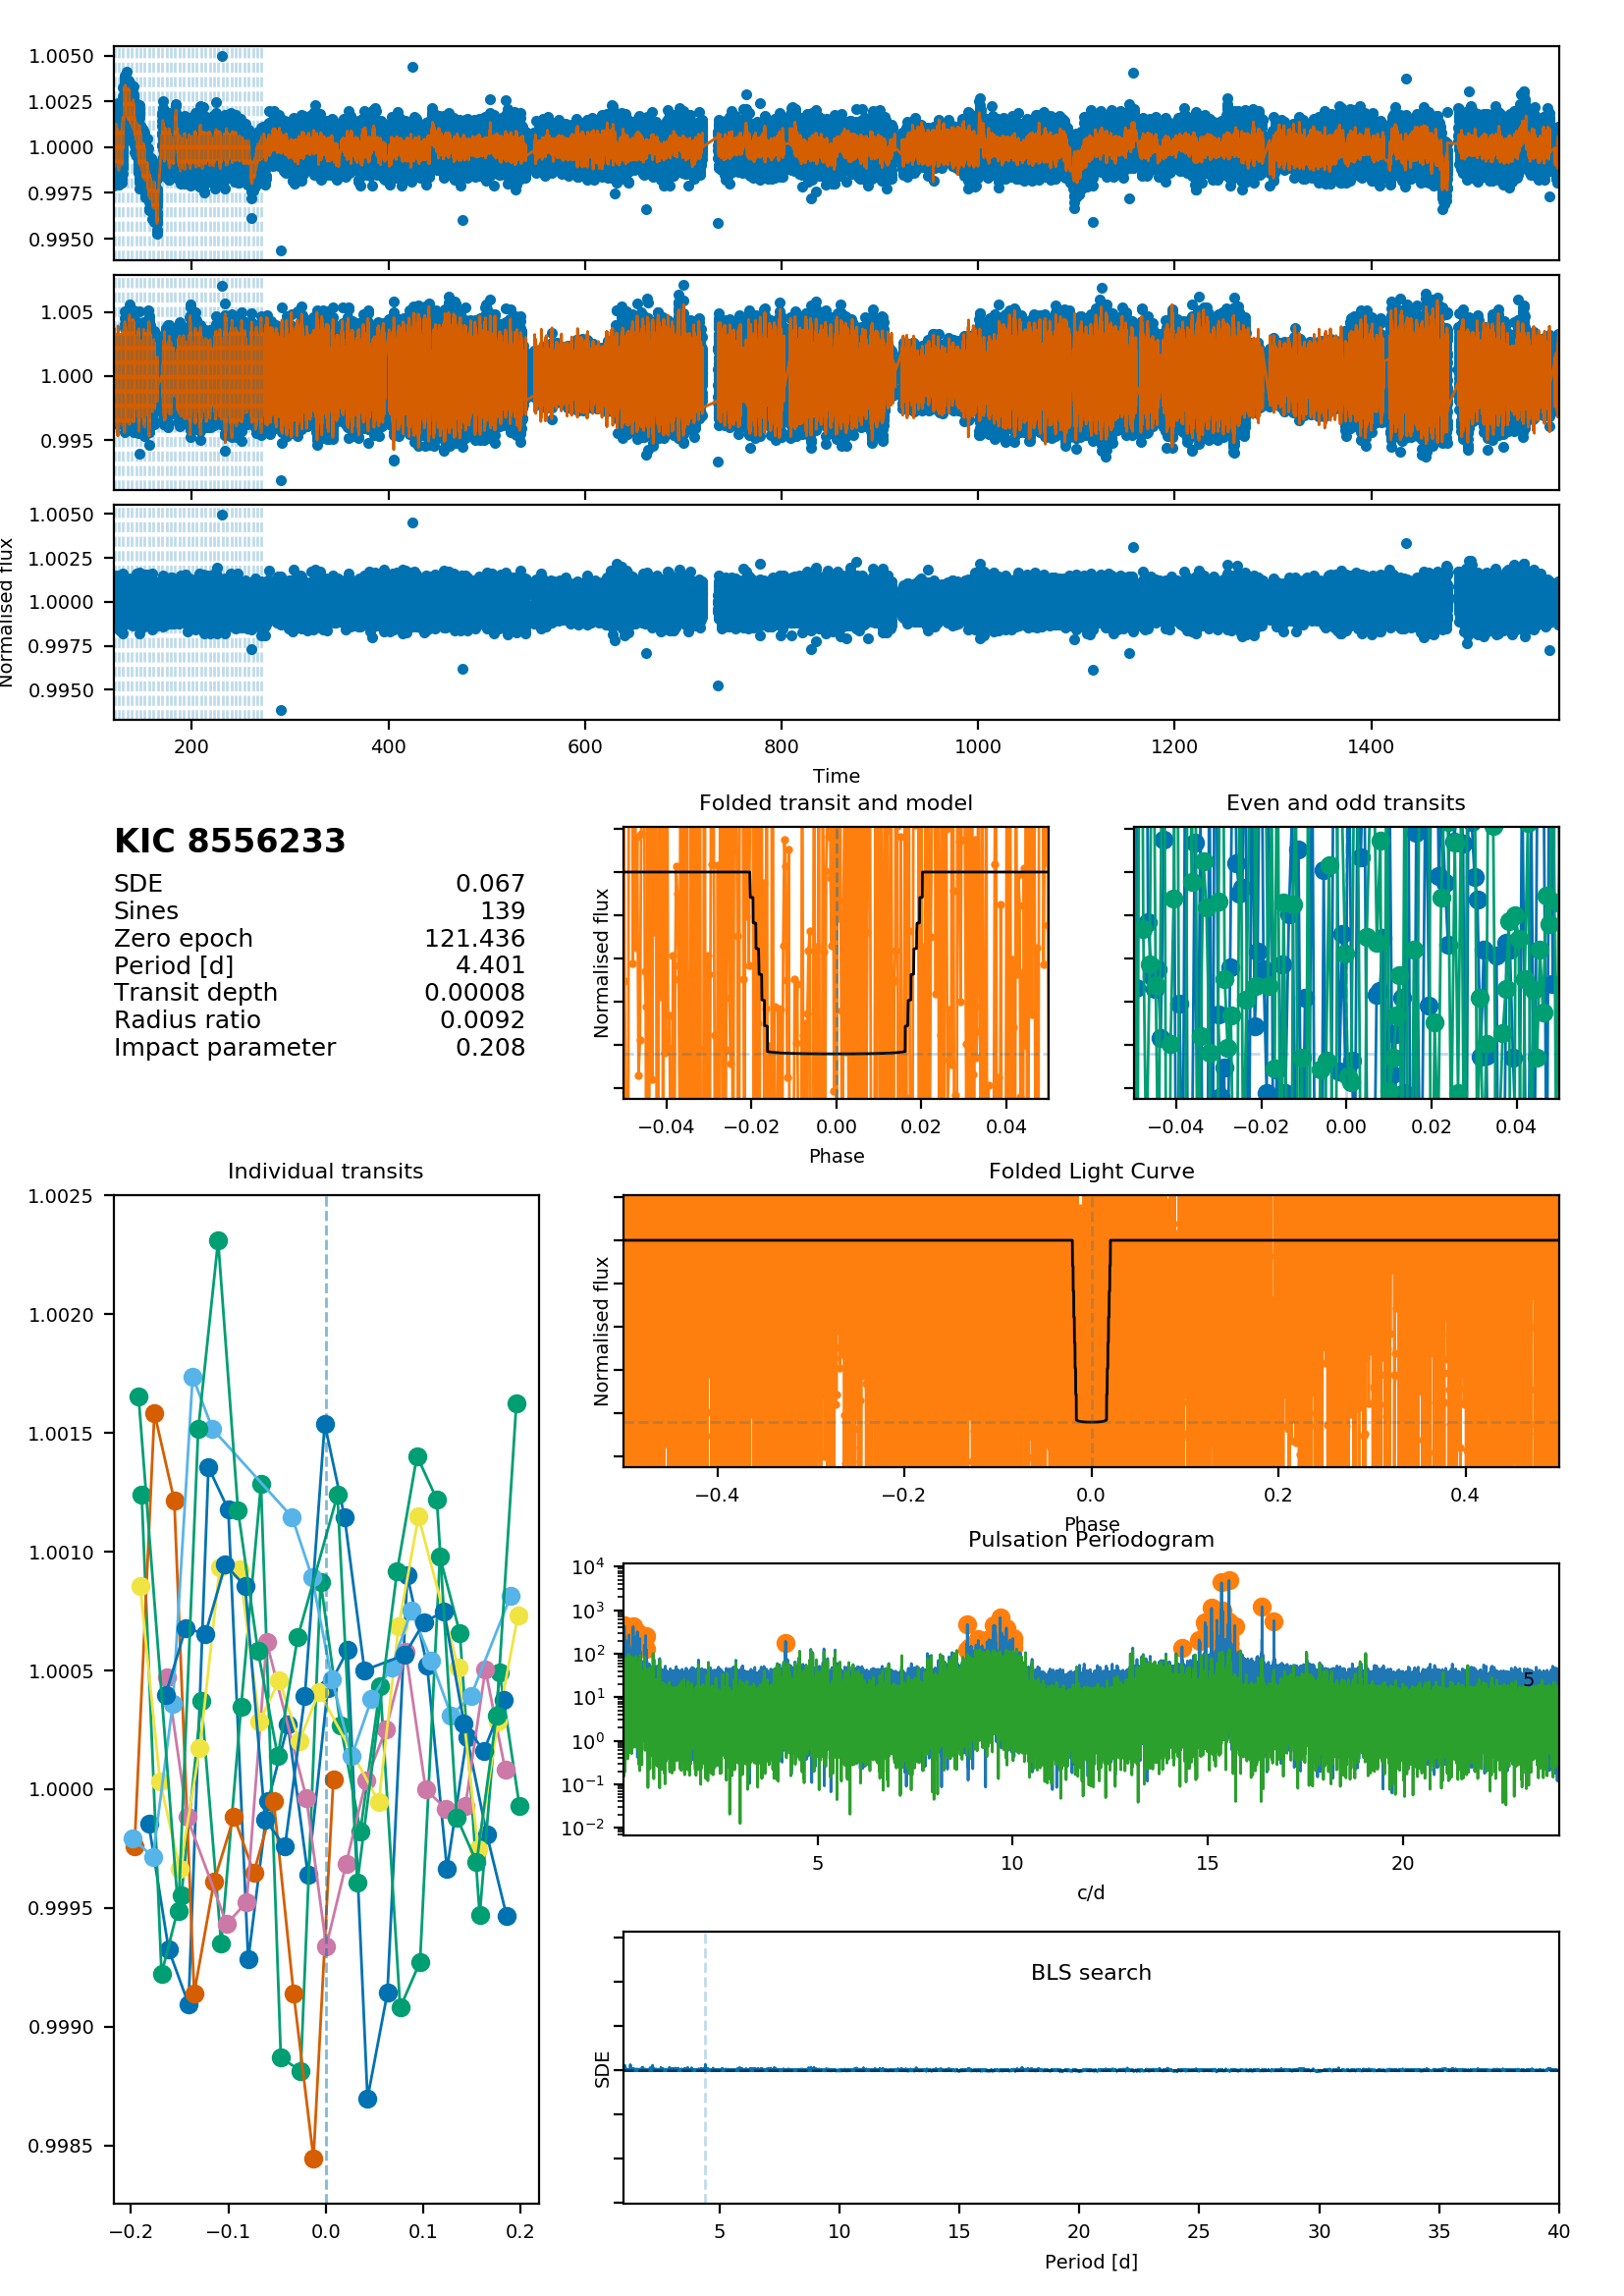 1.0050
1.0025
1.0000
0.9975
0.9950
1.005
1.000
0.995
1.0050
1.0025
1.0000
0.9975
0.9950
Normalised flux
200 400 600 800 1000 1200 1400
Time
KIC 8556233
SDE 0.067
Sines 139
Zero epoch 121.436
Period [d] 4.401
Transit depth 0.00008
Radius ratio 0.0092
Impact parameter 0.208
Folded transit and model
Normalised flux
−0.04 −0.02 0.00 0.02 0.04
Phase
Even and odd transits
−0.04 −0.02 0.00 0.02 0.04
Individual transits
1.0025
1.0020
1.0015
1.0010
1.0005
1.0000
0.9995
0.9990
0.9985
−0.2 −0.1 0.0 0.1 0.2
Folded Light Curve
Normalised flux
−0.4 −0.2 0.0 0.2 0.4
Phase
Pulsation Periodogram
10⁴
10³
10²
10¹
10⁰
10⁻¹
10⁻²
5
5 10 15 20
c/d
BLS search
SDE
5 10 15 20 25 30 35 40
Period [d]